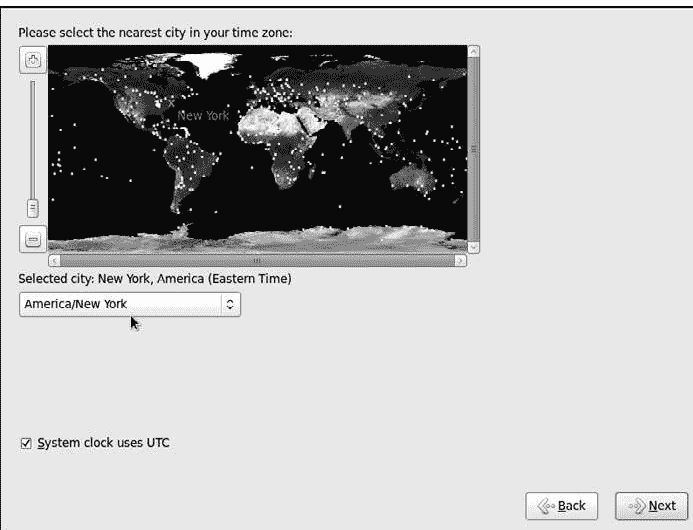 Please select the nearest city in your time zone:
New York
Selected city: New York, America (Eastern Time)
America/New York
System clock uses UTC
Back
Next